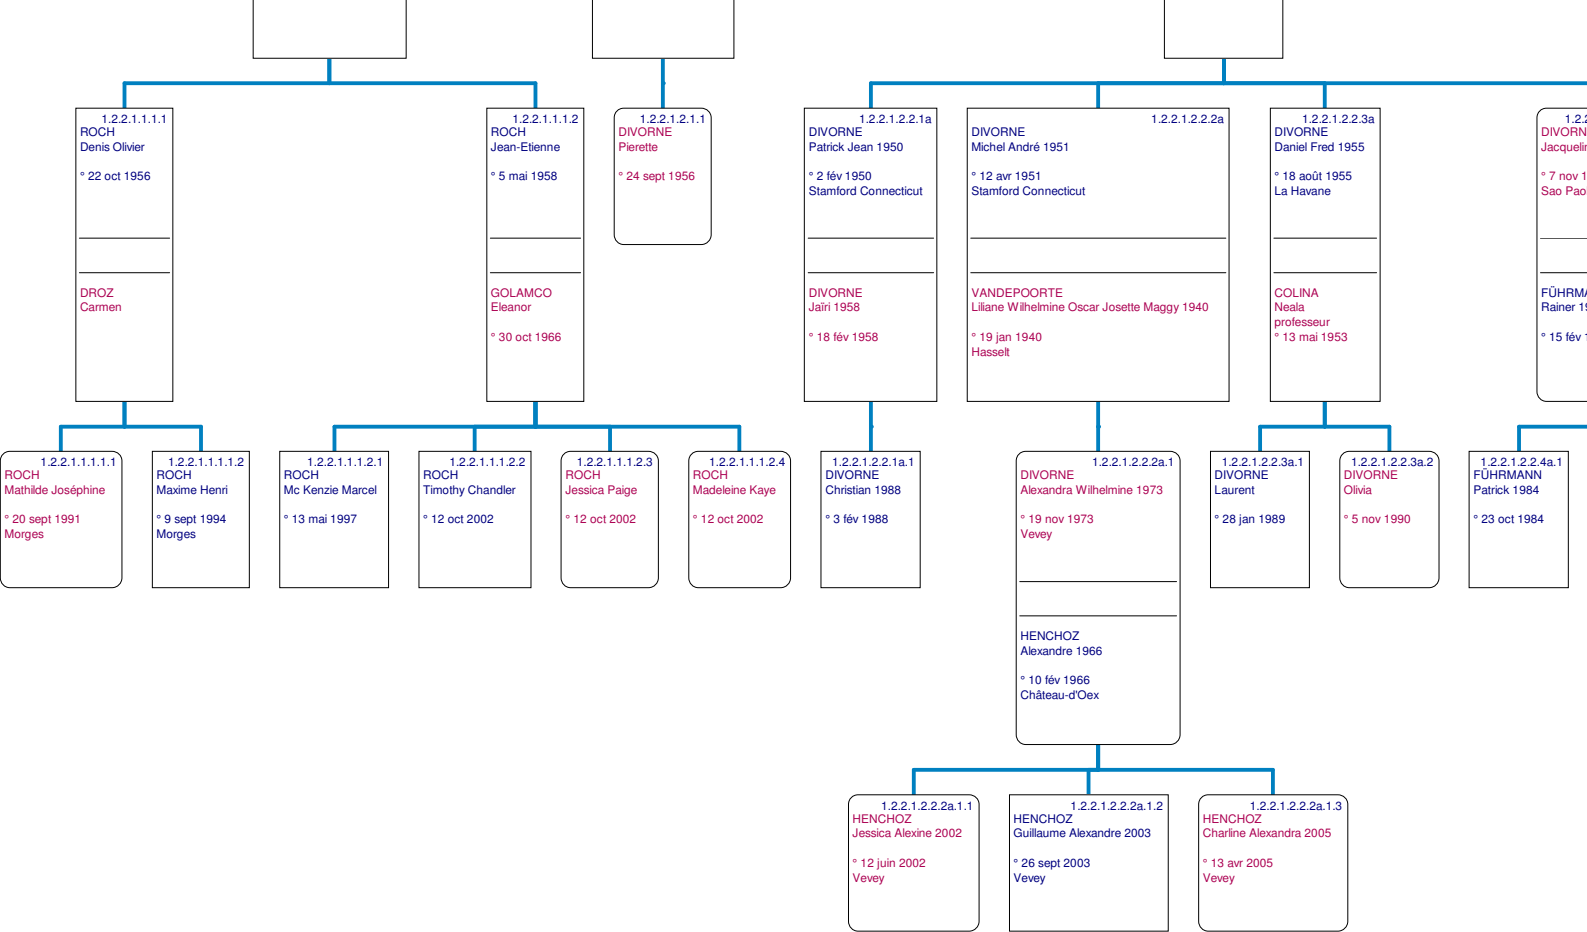 1.2.2.1.1.1.1
ROCH
Denis Olivier
° 22 oct 1956
DROZ
Carmen
1.2.2.1.1.1.2
ROCH
Jean-Etienne
° 5 mai 1958
GOLAMCO
Eleanor
° 30 oct 1966
1.2.2.1.2.1.1
DIVORNE
Pierette
° 24 sept 1956
1.2.2.1.2.2.1a
DIVORNE
Patrick Jean 1950
° 2 fév 1950
Stamford Connecticut
DIVORNE
Jaïri 1958
° 18 fév 1958
1.2.2.1.2.2.2a
DIVORNE
Michel André 1951
° 12 avr 1951
Stamford Connecticut
VANDEPOORTE
Liliane Wilhelmine Oscar Josette Maggy 1940
° 19 jan 1940
Hasselt
1.2.2.1.2.2.3a
DIVORNE
Daniel Fred 1955
° 18 août 1955
La Havane
COLINA
Neala
professeur
° 13 mai 1953
1.2.2
DIVORN
Jacquelin
° 7 nov 1
Sao Pao
FÜHRMA
Rainer 19
° 15 fév 1
1.2.2.1.1.1.1.1
ROCH
Mathilde Joséphine
° 20 sept 1991
Morges
1.2.2.1.1.1.1.2
ROCH
Maxime Henri
° 9 sept 1994
Morges
1.2.2.1.1.1.2.1
ROCH
Mc Kenzie Marcel
° 13 mai 1997
1.2.2.1.1.1.2.2
ROCH
Timothy Chandler
° 12 oct 2002
1.2.2.1.1.1.2.3
ROCH
Jessica Paige
° 12 oct 2002
1.2.2.1.1.1.2.4
ROCH
Madeleine Kaye
° 12 oct 2002
1.2.2.1.2.2.1a.1
DIVORNE
Christian 1988
° 3 fév 1988
1.2.2.1.2.2.2a.1
DIVORNE
Alexandra Wilhelmine 1973
° 19 nov 1973
Vevey
HENCHOZ
Alexandre 1966
° 10 fév 1966
Château-d'Oex
1.2.2.1.2.2.3a.1
DIVORNE
Laurent
° 28 jan 1989
1.2.2.1.2.2.3a.2
DIVORNE
Olivia
° 5 nov 1990
1.2.2.1.2.2.4a.1
FÜHRMANN
Patrick 1984
° 23 oct 1984
1.2.2.1.2.2.2a.1.1
HENCHOZ
Jessica Alexine 2002
° 12 juin 2002
Vevey
1.2.2.1.2.2.2a.1.2
HENCHOZ
Guillaume Alexandre 2003
° 26 sept 2003
Vevey
1.2.2.1.2.2.2a.1.3
HENCHOZ
Charline Alexandra 2005
° 13 avr 2005
Vevey